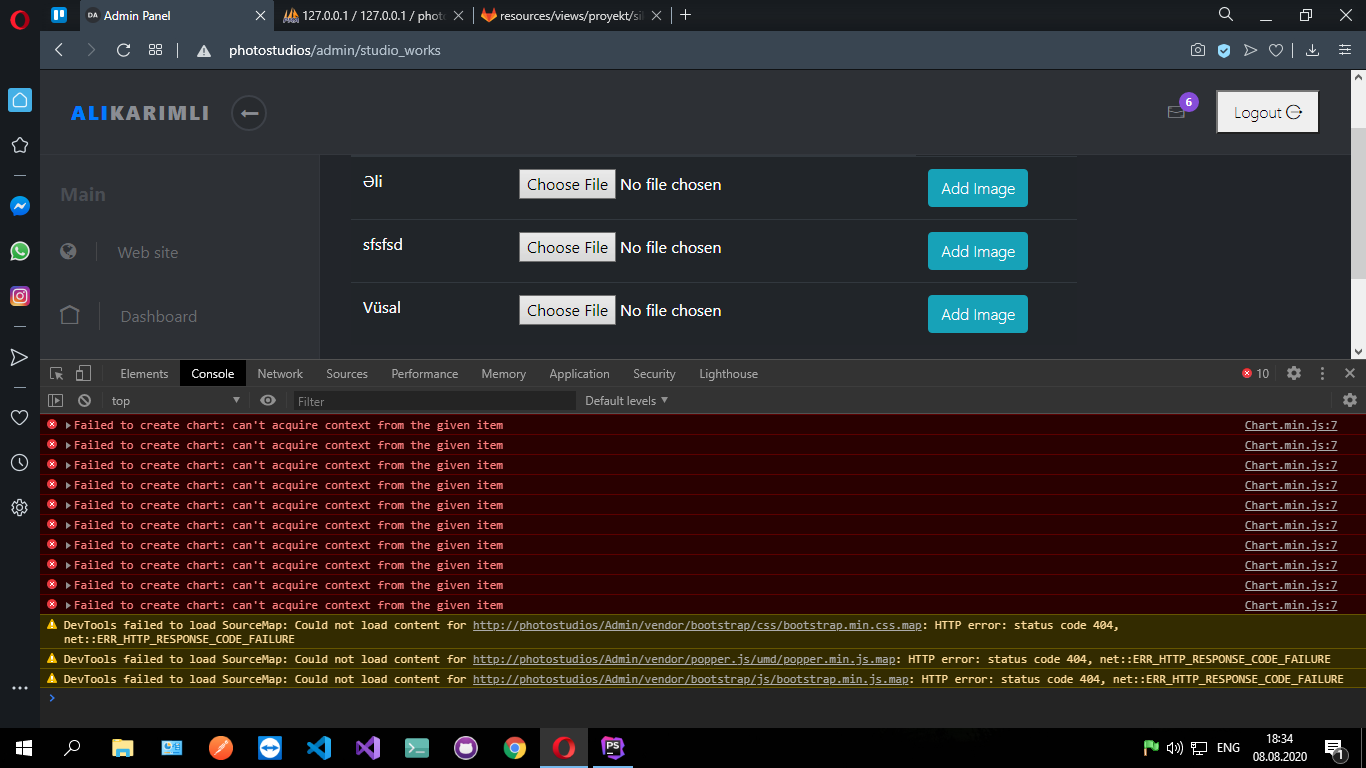 DA Admin Panel
127.0.0.1 / 127.0.0.1 / phot
resources/views/proyekt/sil
photostudios/admin/studio_works
ALIKARIMLI
6
Logout
Main
Web site
Dashboard
Əli Choose File No file chosen Add Image
sfsfsd Choose File No file chosen Add Image
Vüsal Choose File No file chosen Add Image
Elements Console Network Sources Performance Memory Application Security Lighthouse 10
top Filter Default levels
Failed to create chart: can't acquire context from the given item Chart.min.js:7
Failed to create chart: can't acquire context from the given item Chart.min.js:7
Failed to create chart: can't acquire context from the given item Chart.min.js:7
Failed to create chart: can't acquire context from the given item Chart.min.js:7
Failed to create chart: can't acquire context from the given item Chart.min.js:7
Failed to create chart: can't acquire context from the given item Chart.min.js:7
Failed to create chart: can't acquire context from the given item Chart.min.js:7
Failed to create chart: can't acquire context from the given item Chart.min.js:7
Failed to create chart: can't acquire context from the given item Chart.min.js:7
Failed to create chart: can't acquire context from the given item Chart.min.js:7
DevTools failed to load SourceMap: Could not load content for http://photostudios/Admin/vendor/bootstrap/css/bootstrap.min.css.map: HTTP error: status code 404,
net::ERR_HTTP_RESPONSE_CODE_FAILURE
DevTools failed to load SourceMap: Could not load content for http://photostudios/Admin/vendor/popper.js/umd/popper.min.js.map: HTTP error: status code 404, net::ERR_HTTP_RESPONSE_CODE_FAILURE
DevTools failed to load SourceMap: Could not load content for http://photostudios/Admin/vendor/bootstrap/js/bootstrap.min.js.map: HTTP error: status code 404, net::ERR_HTTP_RESPONSE_CODE_FAILURE
PS
ENG
18:34
08.08.2020
1